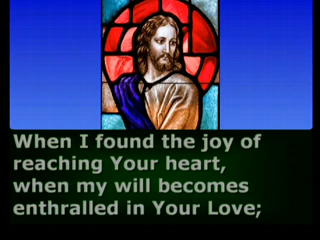 When I found the joy of
reaching Your heart,
when my will becomes
enthralled in Your Love;